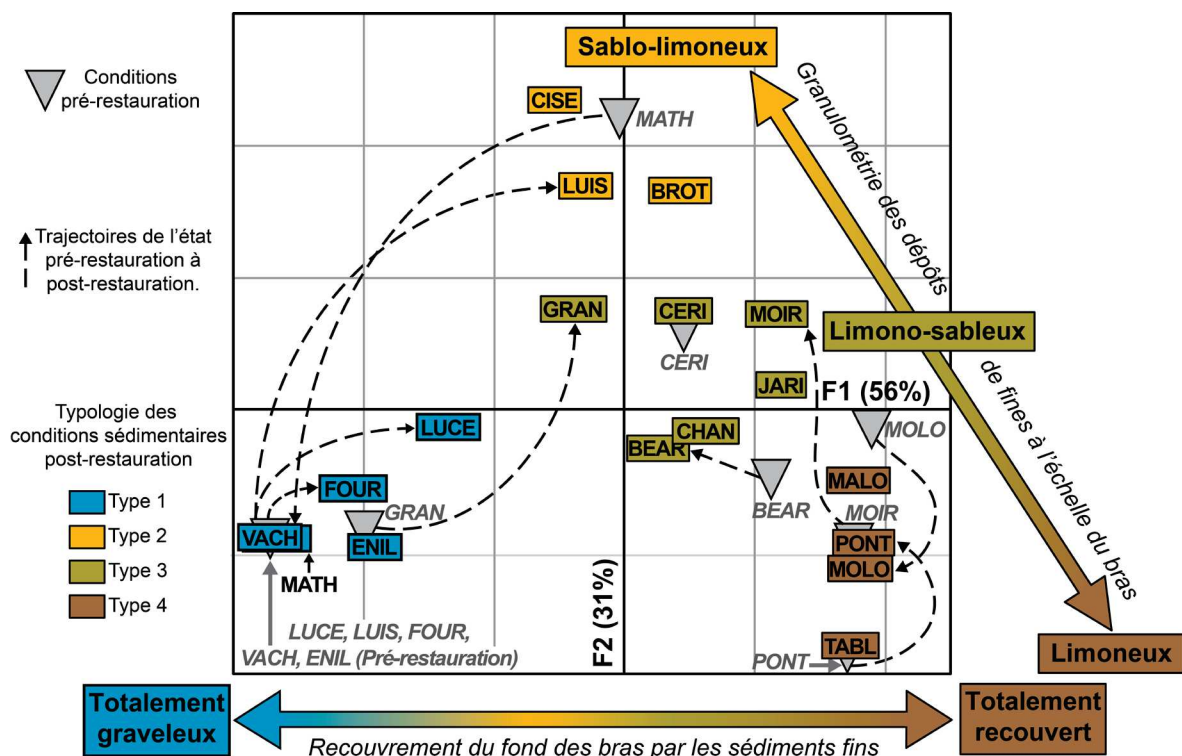 Sablo-limoneux
Conditions
pré-restauration
CISE
MATH
Granulométrie des dépôts
LUIS
BROT
Trajectoires de l'état
pré-restauration à
post-restauration.
GRAN
CERI
MOIR
CERI
Limono-sableux
JARI
F1 (56%)
de fines à l'échelle du bras
Typologie des
conditions sédimentaires
post-restauration
Type 1
Type 2
Type 3
Type 4
LUCE
CHAN
BEAR
MOLO
FOUR
GRAN
BEAR
MALO
MOIR
VACH
ENIL
PONT
MATH
MOLO
F2 (31%)
LUCE, LUIS, FOUR,
VACH, ENIL (Pré-restauration)
PONT
TABL
Limoneux
Totalement
graveleux
Totalement
recouvert
Recouvrement du fond des bras par les sédiments fins